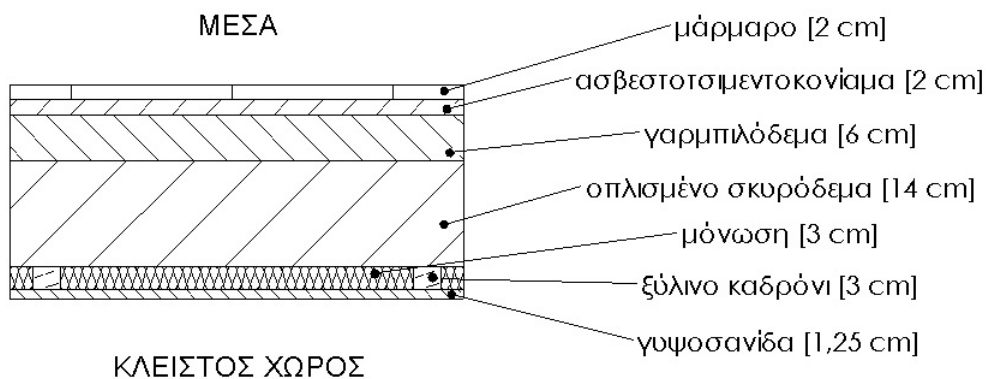 ΜΕΣΑ
μάρμαρο [2 cm]
ασβεστοτσιμεντοκονίαμα [2 cm]
γαρμπιλόδεμα [6 cm]
οπλισμένο σκυρόδεμα [14 cm]
μόνωση [3 cm]
ξύλινο καδρόνι [3 cm]
γυψοσανίδα [1,25 cm]
ΚΛΕΙΣΤΟΣ ΧΩΡΟΣ